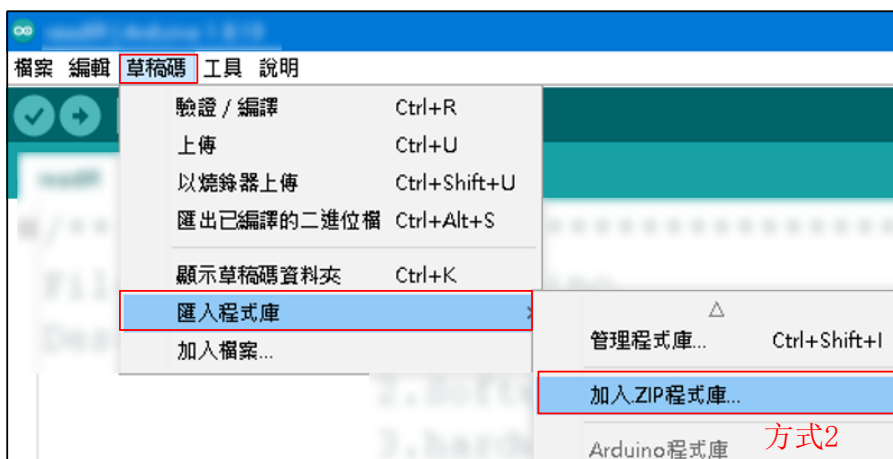 檔案 編輯 草稿碼 工具 說明
驗證 / 編譯 Ctrl+R
上傳 Ctrl+U
以燒錄器上傳 Ctrl+Shift+U
匯出已編譯的二進位檔 Ctrl+Alt+S
顯示草稿碼資料夾 Ctrl+K
匯入程式庫
加入檔案...
管理程式庫... Ctrl+Shift+I
加入.ZIP程式庫...
方式2
Arduino程式庫